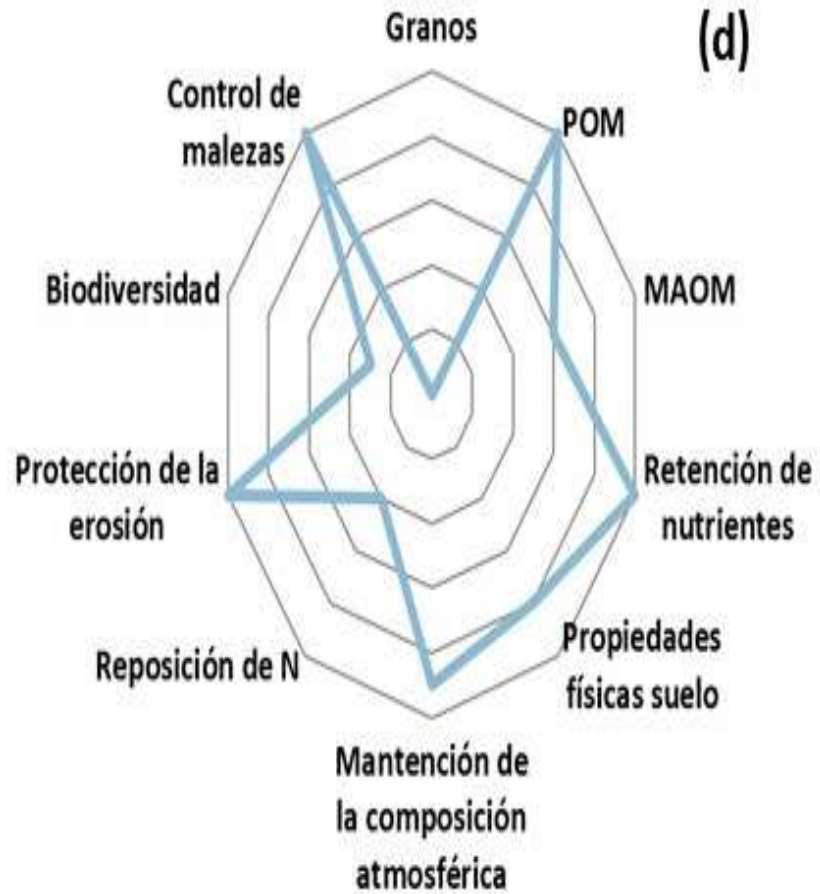 (d)
Granos
POM
MAOM
Retención de
nutrientes
Propiedades
físicas suelo
Mantención de
la composición
atmosférica
Reposición de N
Protección de la
erosión
Biodiversidad
Control de
malezas